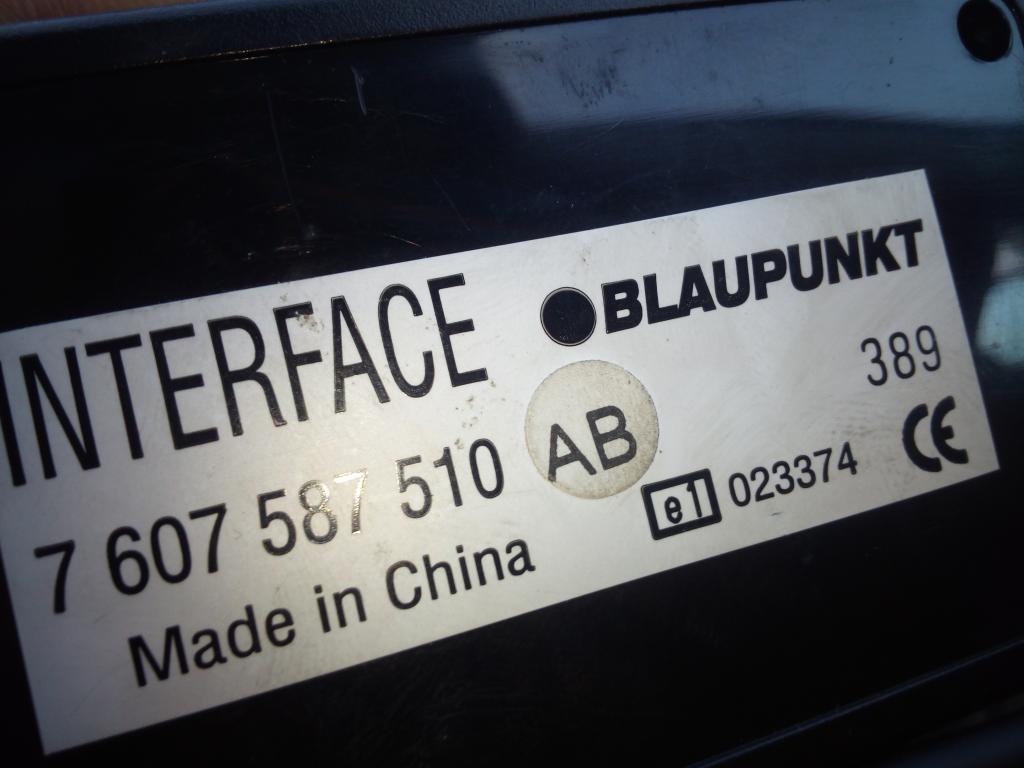 INTERFACE
BLAUPUNKT
389
7 607 587 510
AB
e1 023374
CE
Made in China